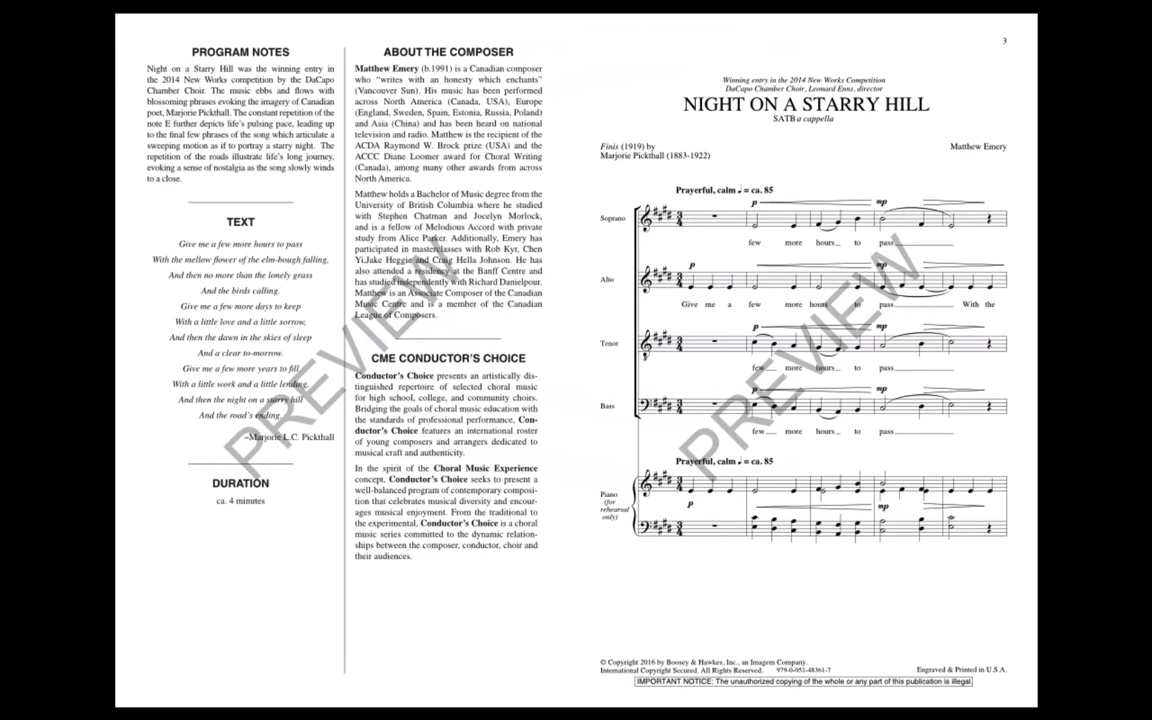 PROGRAM NOTES
Night on a Starry Hill was the winning entry in
the 2014 New Works competition by the DaCapo
Chamber Choir. The music ebbs and flows with
blossoming phrases evoking the imagery of Canadian
poet, Marjorie Pickthall. The constant repetition of the
note E further depicts life's pulsing pace, leading up
to the final few phrases of the song which articulate a
sweeping motion as if to portray a starry night. The
repetition of the roads illustrate life's long journey,
evoking a sense of nostalgia as the song slowly winds
to a close.
TEXT
Give me a few more hours to pass
With the mellow flower of the elm-bough falling,
And then no more than the lonely grass
And the birds calling.
Give me a few more days to keep
With a little love and a little sorrow,
And then the dawn in the skies of sleep
And a clear to-morrow.
Give me a few more years to fill
With a little work and a little lending,
And then the night on a starry hill
And the road's ending.
–Marjorie L.C. Pickthall
DURATION
ca. 4 minutes
ABOUT THE COMPOSER
Matthew Emery (b.1991) is a Canadian composer
who "writes with an honesty which enchants"
(Vancouver Sun). His music has been performed
across North America (Canada, USA), Europe
(England, Sweden, Spain, Estonia, Russia, Poland)
and Asia (China) and has been heard on national
television and radio. Matthew is the recipient of the
ACDA Raymond W. Brock prize (USA) and the
ACCC Diane Loomer award for Choral Writing
(Canada), among many other awards from across
North America.
Matthew holds a Bachelor of Music degree from the
University of British Columbia where he studied
with Stephen Chatman and Jocelyn Morlock,
and is a fellow of Melodious Accord with private
study from Alice Parker. Additionally, Emery has
participated in masterclasses with Rob Kyr, Chen
Yi,Jake Heggie and Craig Hella Johnson. He has
also attended a residency at the Banff Centre and
has studied independently with Richard Danielpour.
Matthew is an Associate Composer of the Canadian
Music Centre and is a member of the Canadian
League of Composers.
CME CONDUCTOR'S CHOICE
Conductor's Choice presents an artistically dis-
tinguished repertoire of selected choral music
for high school, college, and community choirs.
Bridging the goals of choral music education with
the standards of professional performance, Con-
ductor's Choice features an international roster
of young composers and arrangers dedicated to
musical craft and authenticity.
In the spirit of the Choral Music Experience
concept, Conductor's Choice seeks to present a
well-balanced program of contemporary composi-
tion that celebrates musical diversity and encour-
ages musical enjoyment. From the traditional to
the experimental, Conductor's Choice is a choral
music series committed to the dynamic relation-
ships between the composer, conductor, choir and
their audiences.
PREVIEW
3
Winning entry in the 2014 New Works Competition
DaCapo Chamber Choir, Leonard Enns, director
NIGHT ON A STARRY HILL
SATB a cappella
Finis (1919) by
Marjorie Pickthall (1883-1922)
Matthew Emery
Prayerful, calm ♩ = ca. 85
p mp
Soprano
few more hours_ to pass
p mp
Alto
Give me a few more hours to pass With the
p mp
Tenor
few more hours_ to pass
p mp
Bass
few more hours_ to pass
Prayerful, calm ♩ = ca. 85
Piano
(for
rehearsal
only)
p mp
PREVIEW
© Copyright 2016 by Boosey & Hawkes, Inc., an Imagem Company.
International Copyright Secured. All Rights Reserved. 979-0-051-48361-7
Engraved & Printed in U.S.A.
IMPORTANT NOTICE: The unauthorized copying of the whole or any part of this publication is illegal.